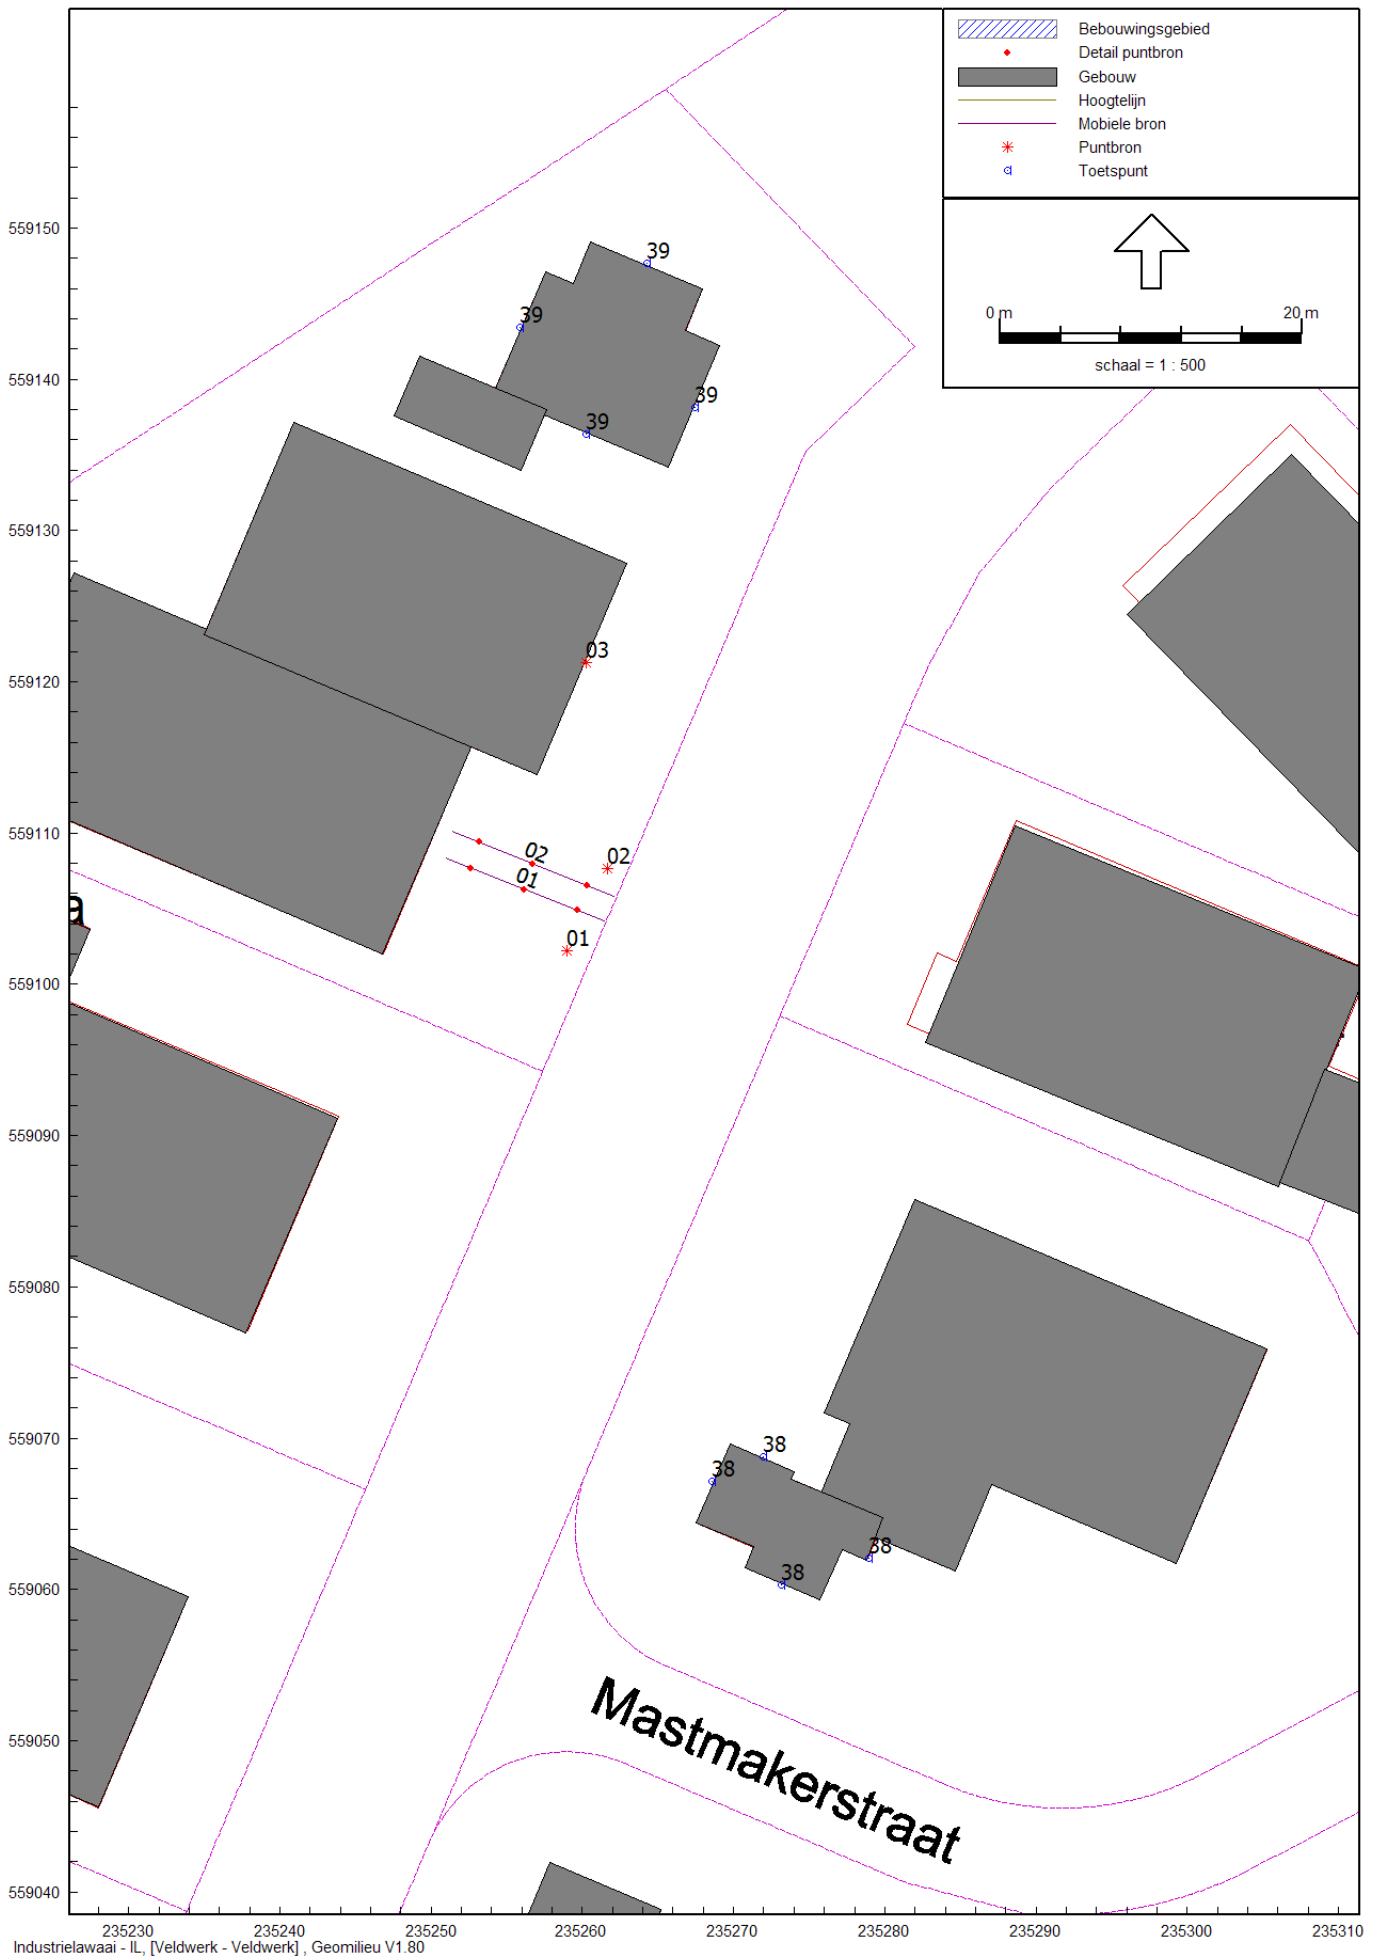 Bebouwingsgebied
Detail puntbron
Gebouw
Hoogtelijn
Mobiele bron
Puntbron
Toetspunt
0 m 20 m
schaal = 1 : 500
559150
559140
559130
559120
559110
559100
559090
559080
559070
559060
559050
559040
39
39
39
39
03
02
02
01
01
a
38
38
38
38
Mastmakerstraat
235230 235240 235250 235260 235270 235280 235290 235300 235310
Industrielawaai - IL, [Veldwerk - Veldwerk] , Geomilieu V1.80